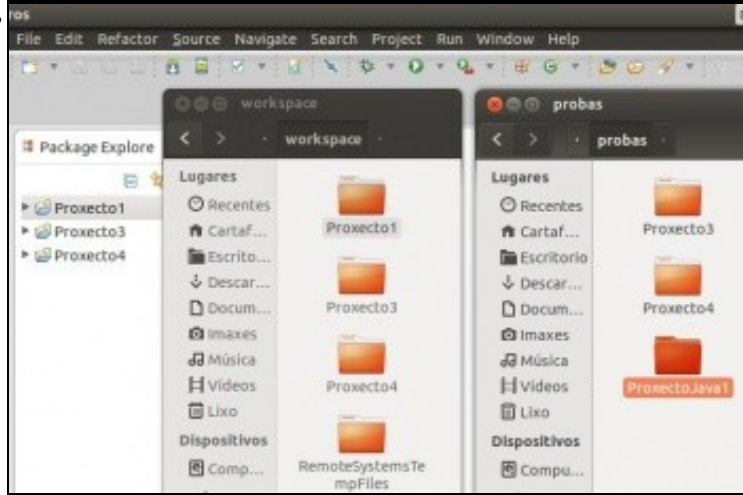 ros
File Edit Refactor Source Navigate Search Project Run Window Help
workspace
workspace
Package Explore
Proxecto1
Proxecto3
Proxecto4
Lugares
Recentes
Cartaf...
Escrito...
Descar...
Docum...
Imaxes
Música
Vídeos
Lixo
Dispositivos
Comp...
Proxecto1
Proxecto3
Proxecto4
RemoteSystemsTe
mpFiles
probas
probas
Lugares
Recentes
Cartaf...
Escritorio
Descar...
Docum...
Imaxes
Música
Vídeos
Lixo
Dispositivos
Compu...
Proxecto3
Proxecto4
ProxectoJava1